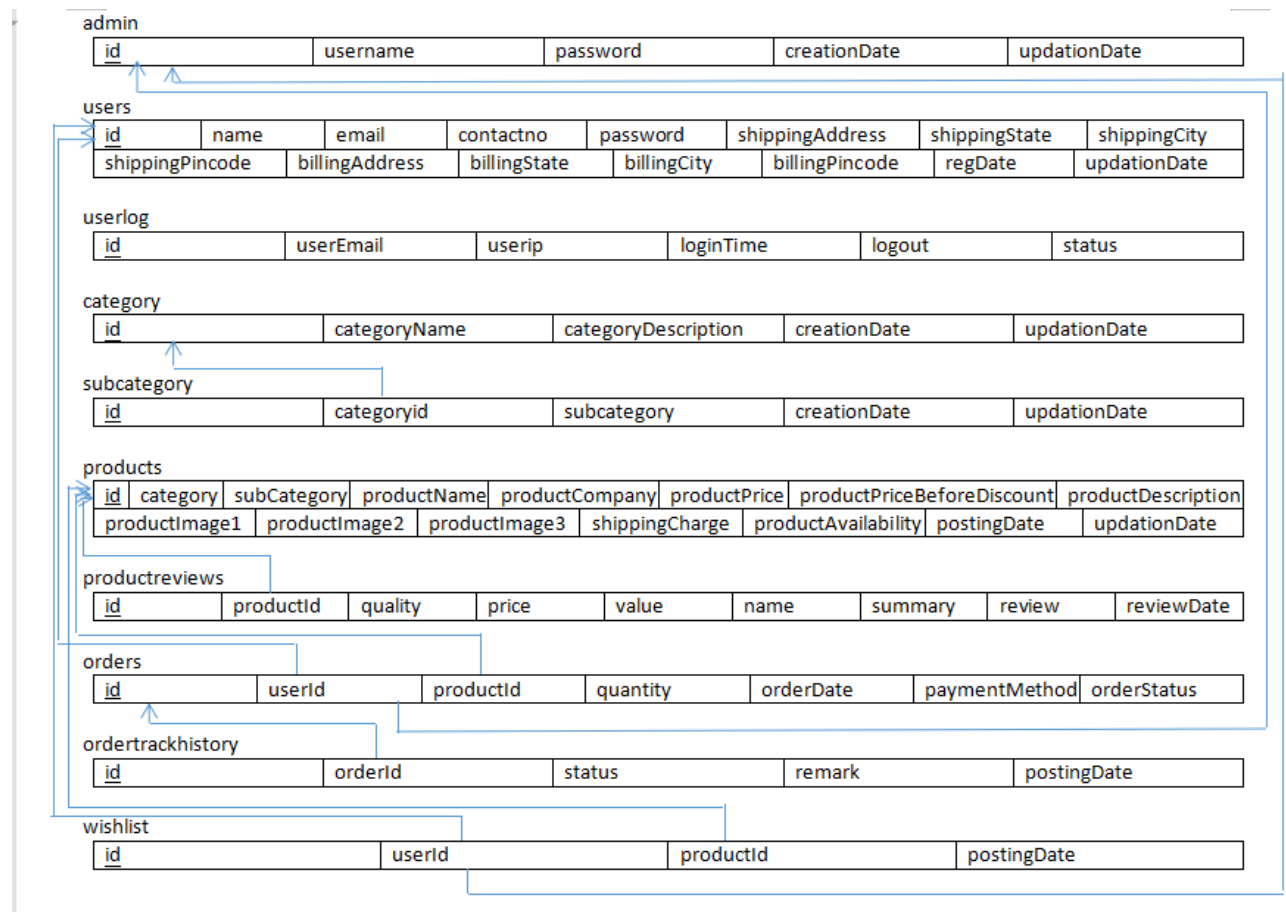 admin
id username password creationDate updationDate
users
id name email contactno password shippingAddress shippingState shippingCity
shippingPincode billingAddress billingState billingCity billingPincode regDate updationDate
userlog
id userEmail userip loginTime logout status
category
id categoryName categoryDescription creationDate updationDate
subcategory
id categoryid subcategory creationDate updationDate
products
id category subCategory productName productCompany productPrice productPriceBeforeDiscount productDescription
productImage1 productImage2 productImage3 shippingCharge productAvailability postingDate updationDate
productreviews
id productId quality price value name summary review reviewDate
orders
id userId productId quantity orderDate paymentMethod orderStatus
ordertrackhistory
id orderId status remark postingDate
wishlist
id userId productId postingDate